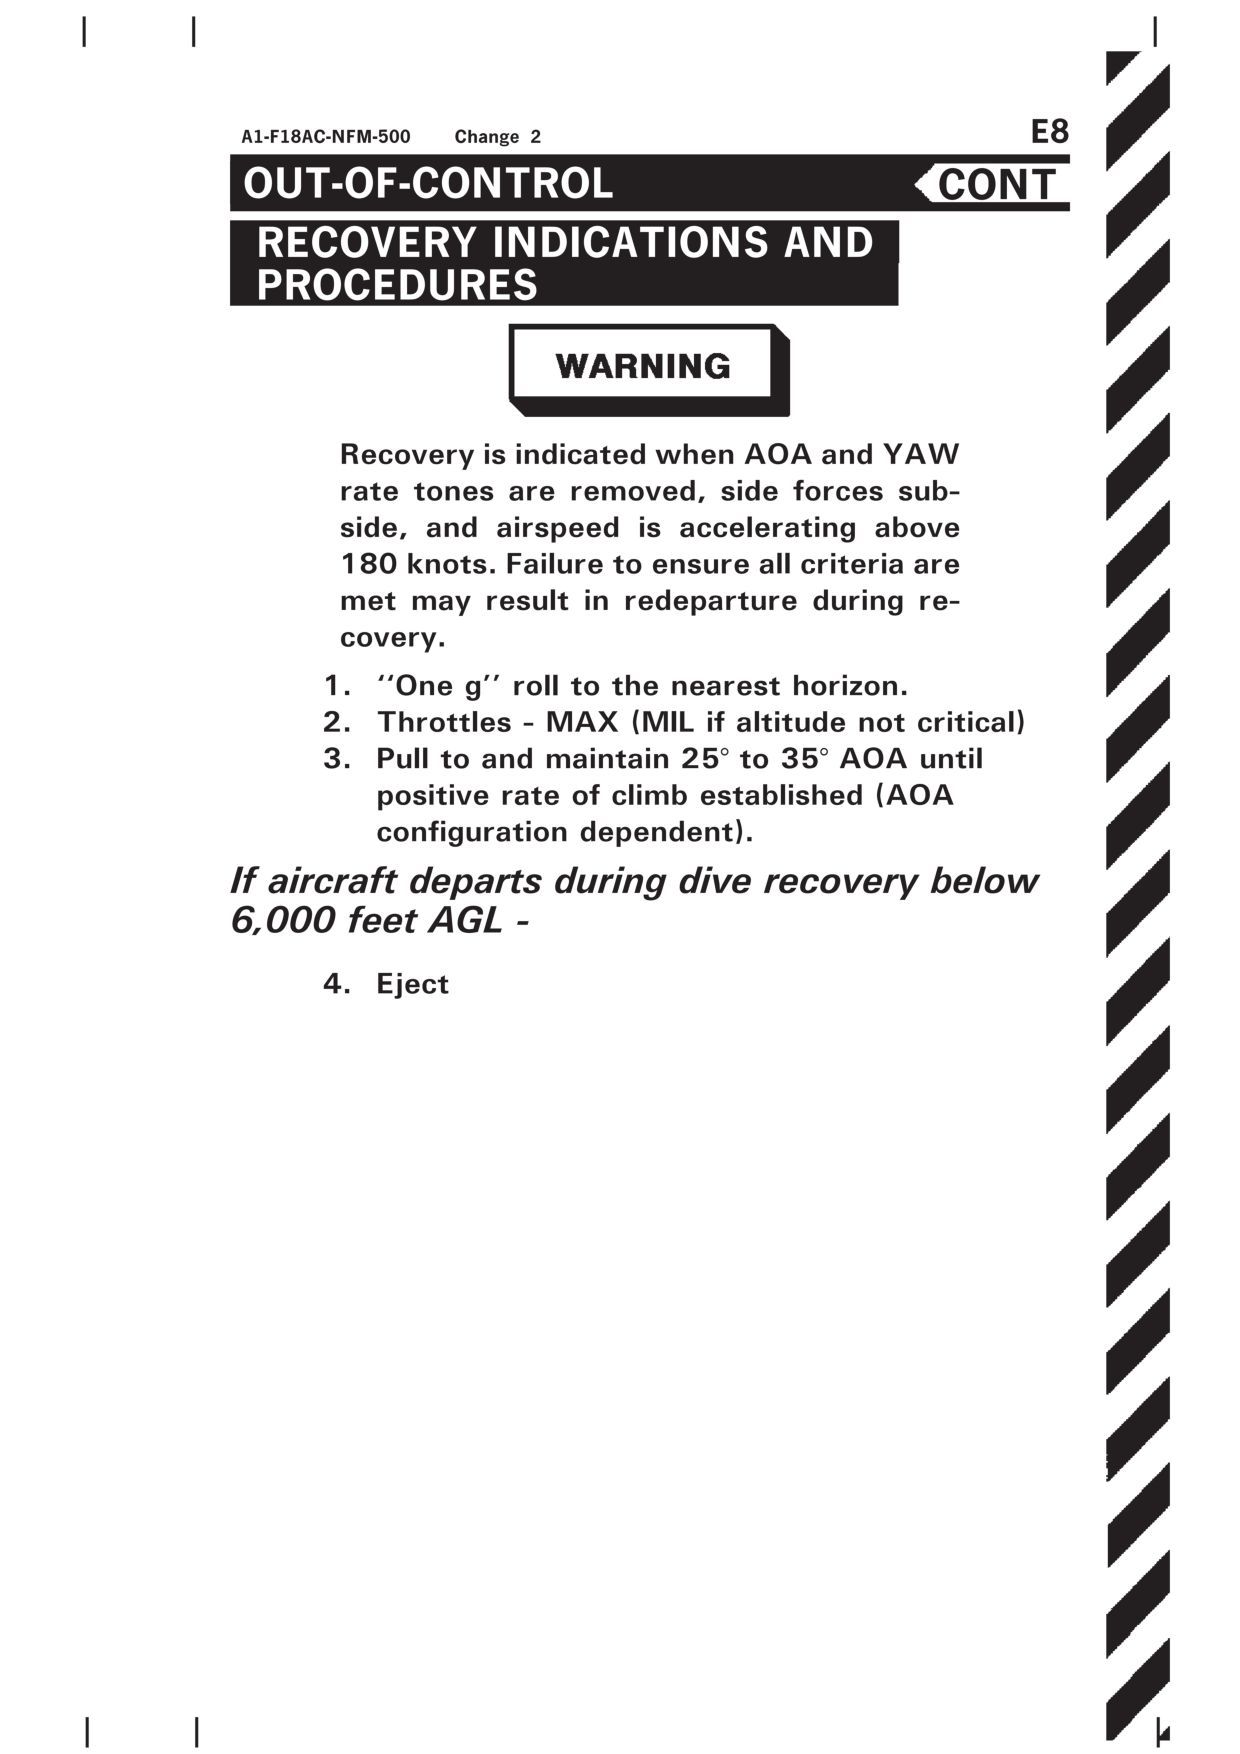 A1-F18AC-NFM-500 Change 2 E8
OUT-OF-CONTROL CONT
RECOVERY INDICATIONS AND
PROCEDURES
WARNING
Recovery is indicated when AOA and YAW
rate tones are removed, side forces sub-
side, and airspeed is accelerating above
180 knots. Failure to ensure all criteria are
met may result in redeparture during re-
covery.
1. ‘‘One g’’ roll to the nearest horizon.
2. Throttles - MAX (MIL if altitude not critical)
3. Pull to and maintain 25° to 35° AOA until
positive rate of climb established (AOA
configuration dependent).
If aircraft departs during dive recovery below
6,000 feet AGL -
4. Eject